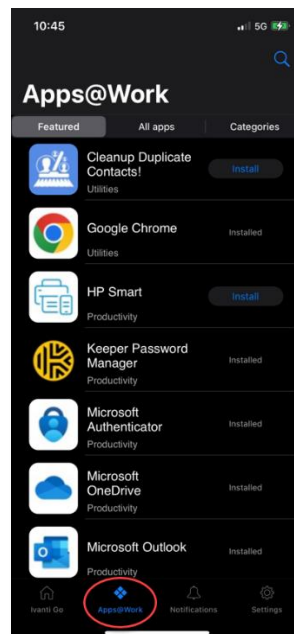 10:45
5G
Apps@Work
Featured
All apps
Categories
Cleanup Duplicate
Contacts!
Install
Utilities
Google Chrome
Installed
Utilities
HP Smart
Install
Productivity
Keeper Password
Manager
Installed
Productivity
Microsoft
Authenticator
Installed
Productivity
Microsoft
OneDrive
Installed
Productivity
Microsoft Outlook
Installed
Productivity
Ivanti Go
Apps@Work
Notifications
Settings